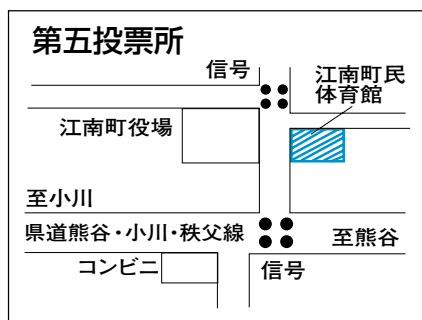 第五投票所
信号
江南町民
体育館
江南町役場
至小川
県道熊谷・小川・秩父線
至熊谷
コンビニ
信号